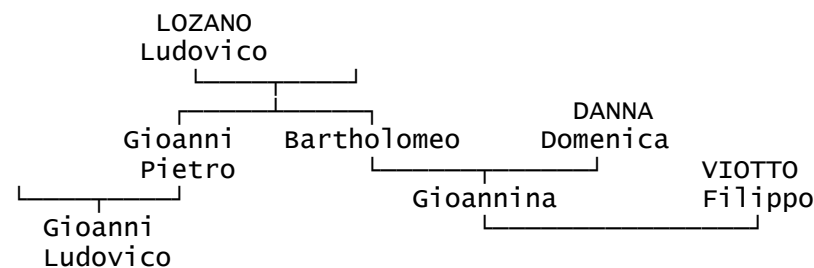 LOZANO
Ludovico
DANNA
Gioanni Bartholomeo Domenica
Pietro VIOTTO
Gioannina Filippo
Gioanni
Ludovico